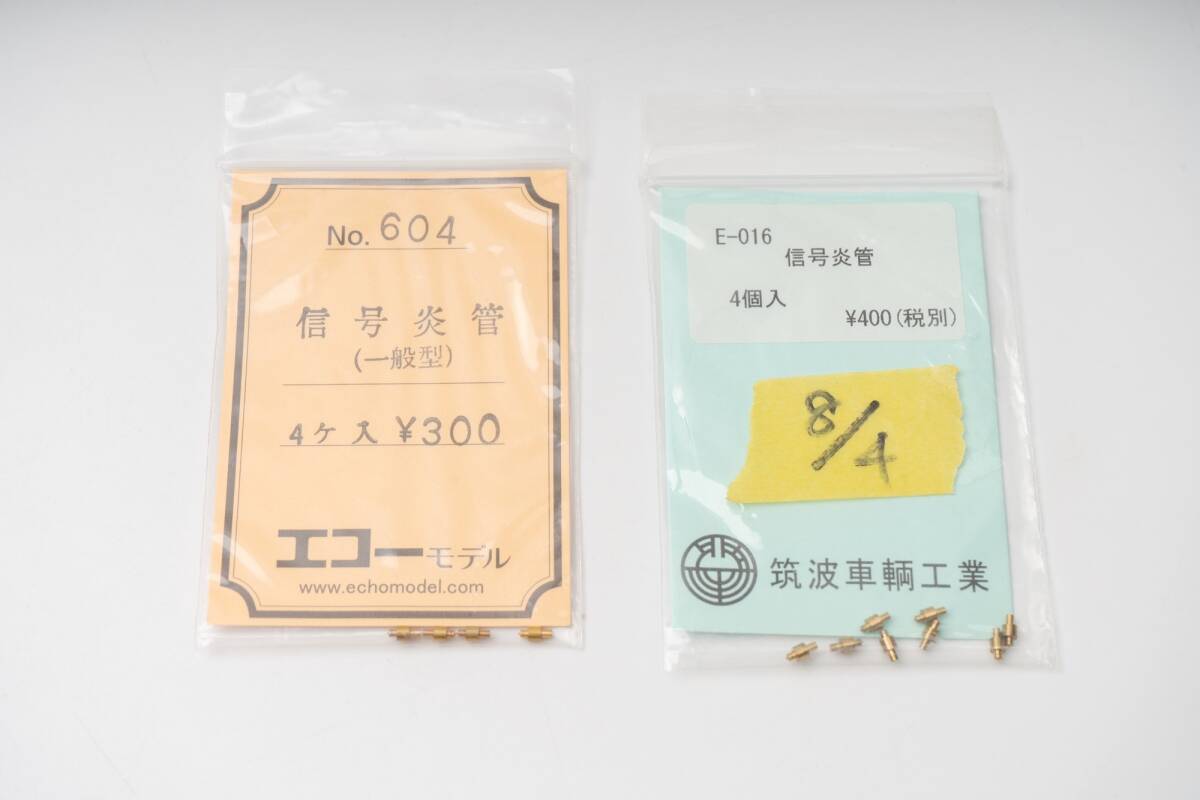 No. 604
信号炎管
(一般型)
4ケ入 ¥300
エコーモデル
www.echomodel.com
E-016
信号炎管
4個入
¥400(税別)
8/4
筑波車輌工業